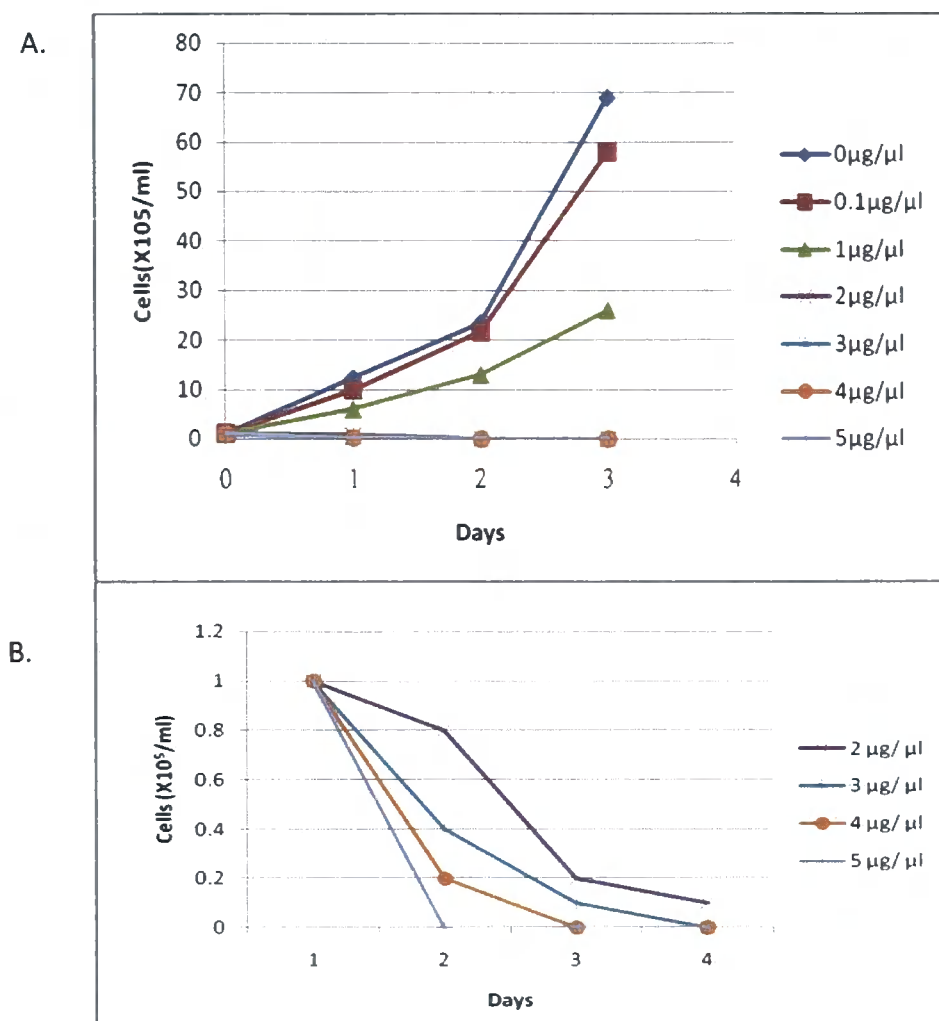 A.
80
70
60
50
40
30
20
10
0
Cells(X105/ml)
0 1 2 3 4
Days
0µg/µl
0.1µg/µl
1µg/µl
2µg/µl
3µg/µl
4µg/µl
5µg/µl
B.
1.2
1
0.8
0.6
0.4
0.2
0
Cells (X10⁵/ml)
1 2 3 4
Days
2 µg/ µl
3 µg/ µl
4 µg/ µl
5 µg/ µl